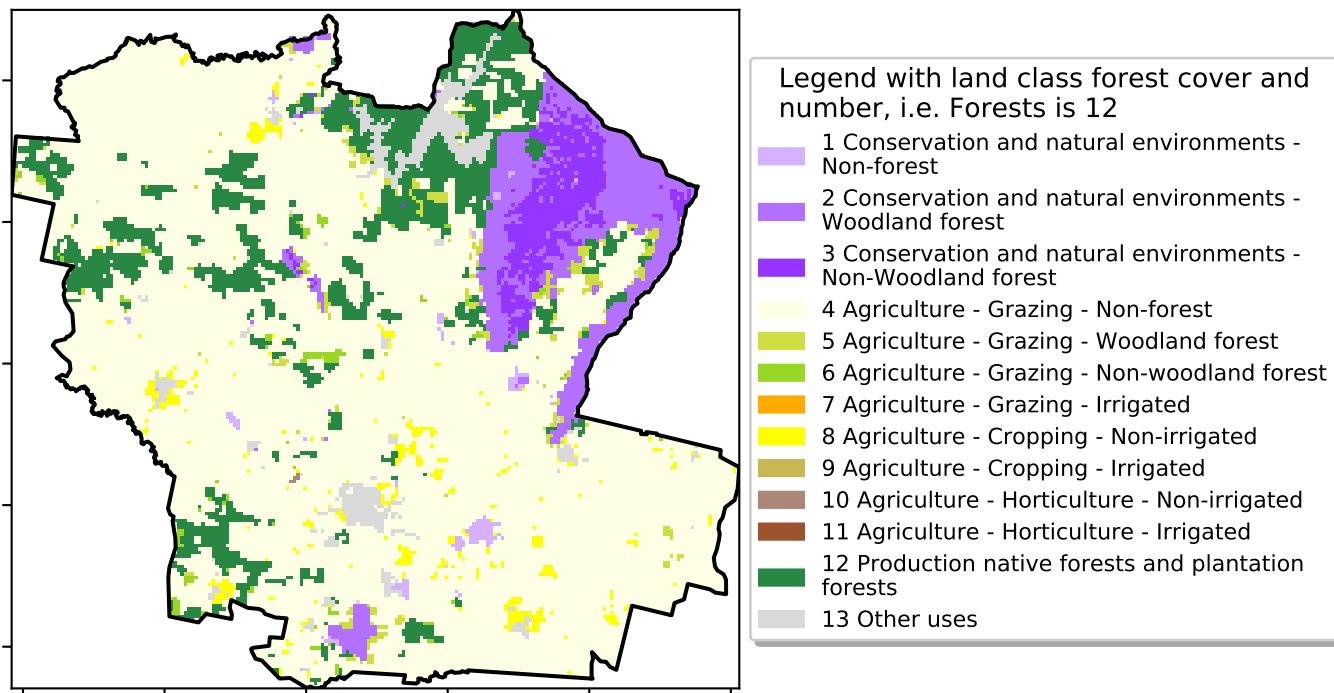 Legend with land class forest cover and
number, i.e. Forests is 12
1 Conservation and natural environments -
Non-forest
2 Conservation and natural environments -
Woodland forest
3 Conservation and natural environments -
Non-Woodland forest
4 Agriculture - Grazing - Non-forest
5 Agriculture - Grazing - Woodland forest
6 Agriculture - Grazing - Non-woodland forest
7 Agriculture - Grazing - Irrigated
8 Agriculture - Cropping - Non-irrigated
9 Agriculture - Cropping - Irrigated
10 Agriculture - Horticulture - Non-irrigated
11 Agriculture - Horticulture - Irrigated
12 Production native forests and plantation
forests
13 Other uses